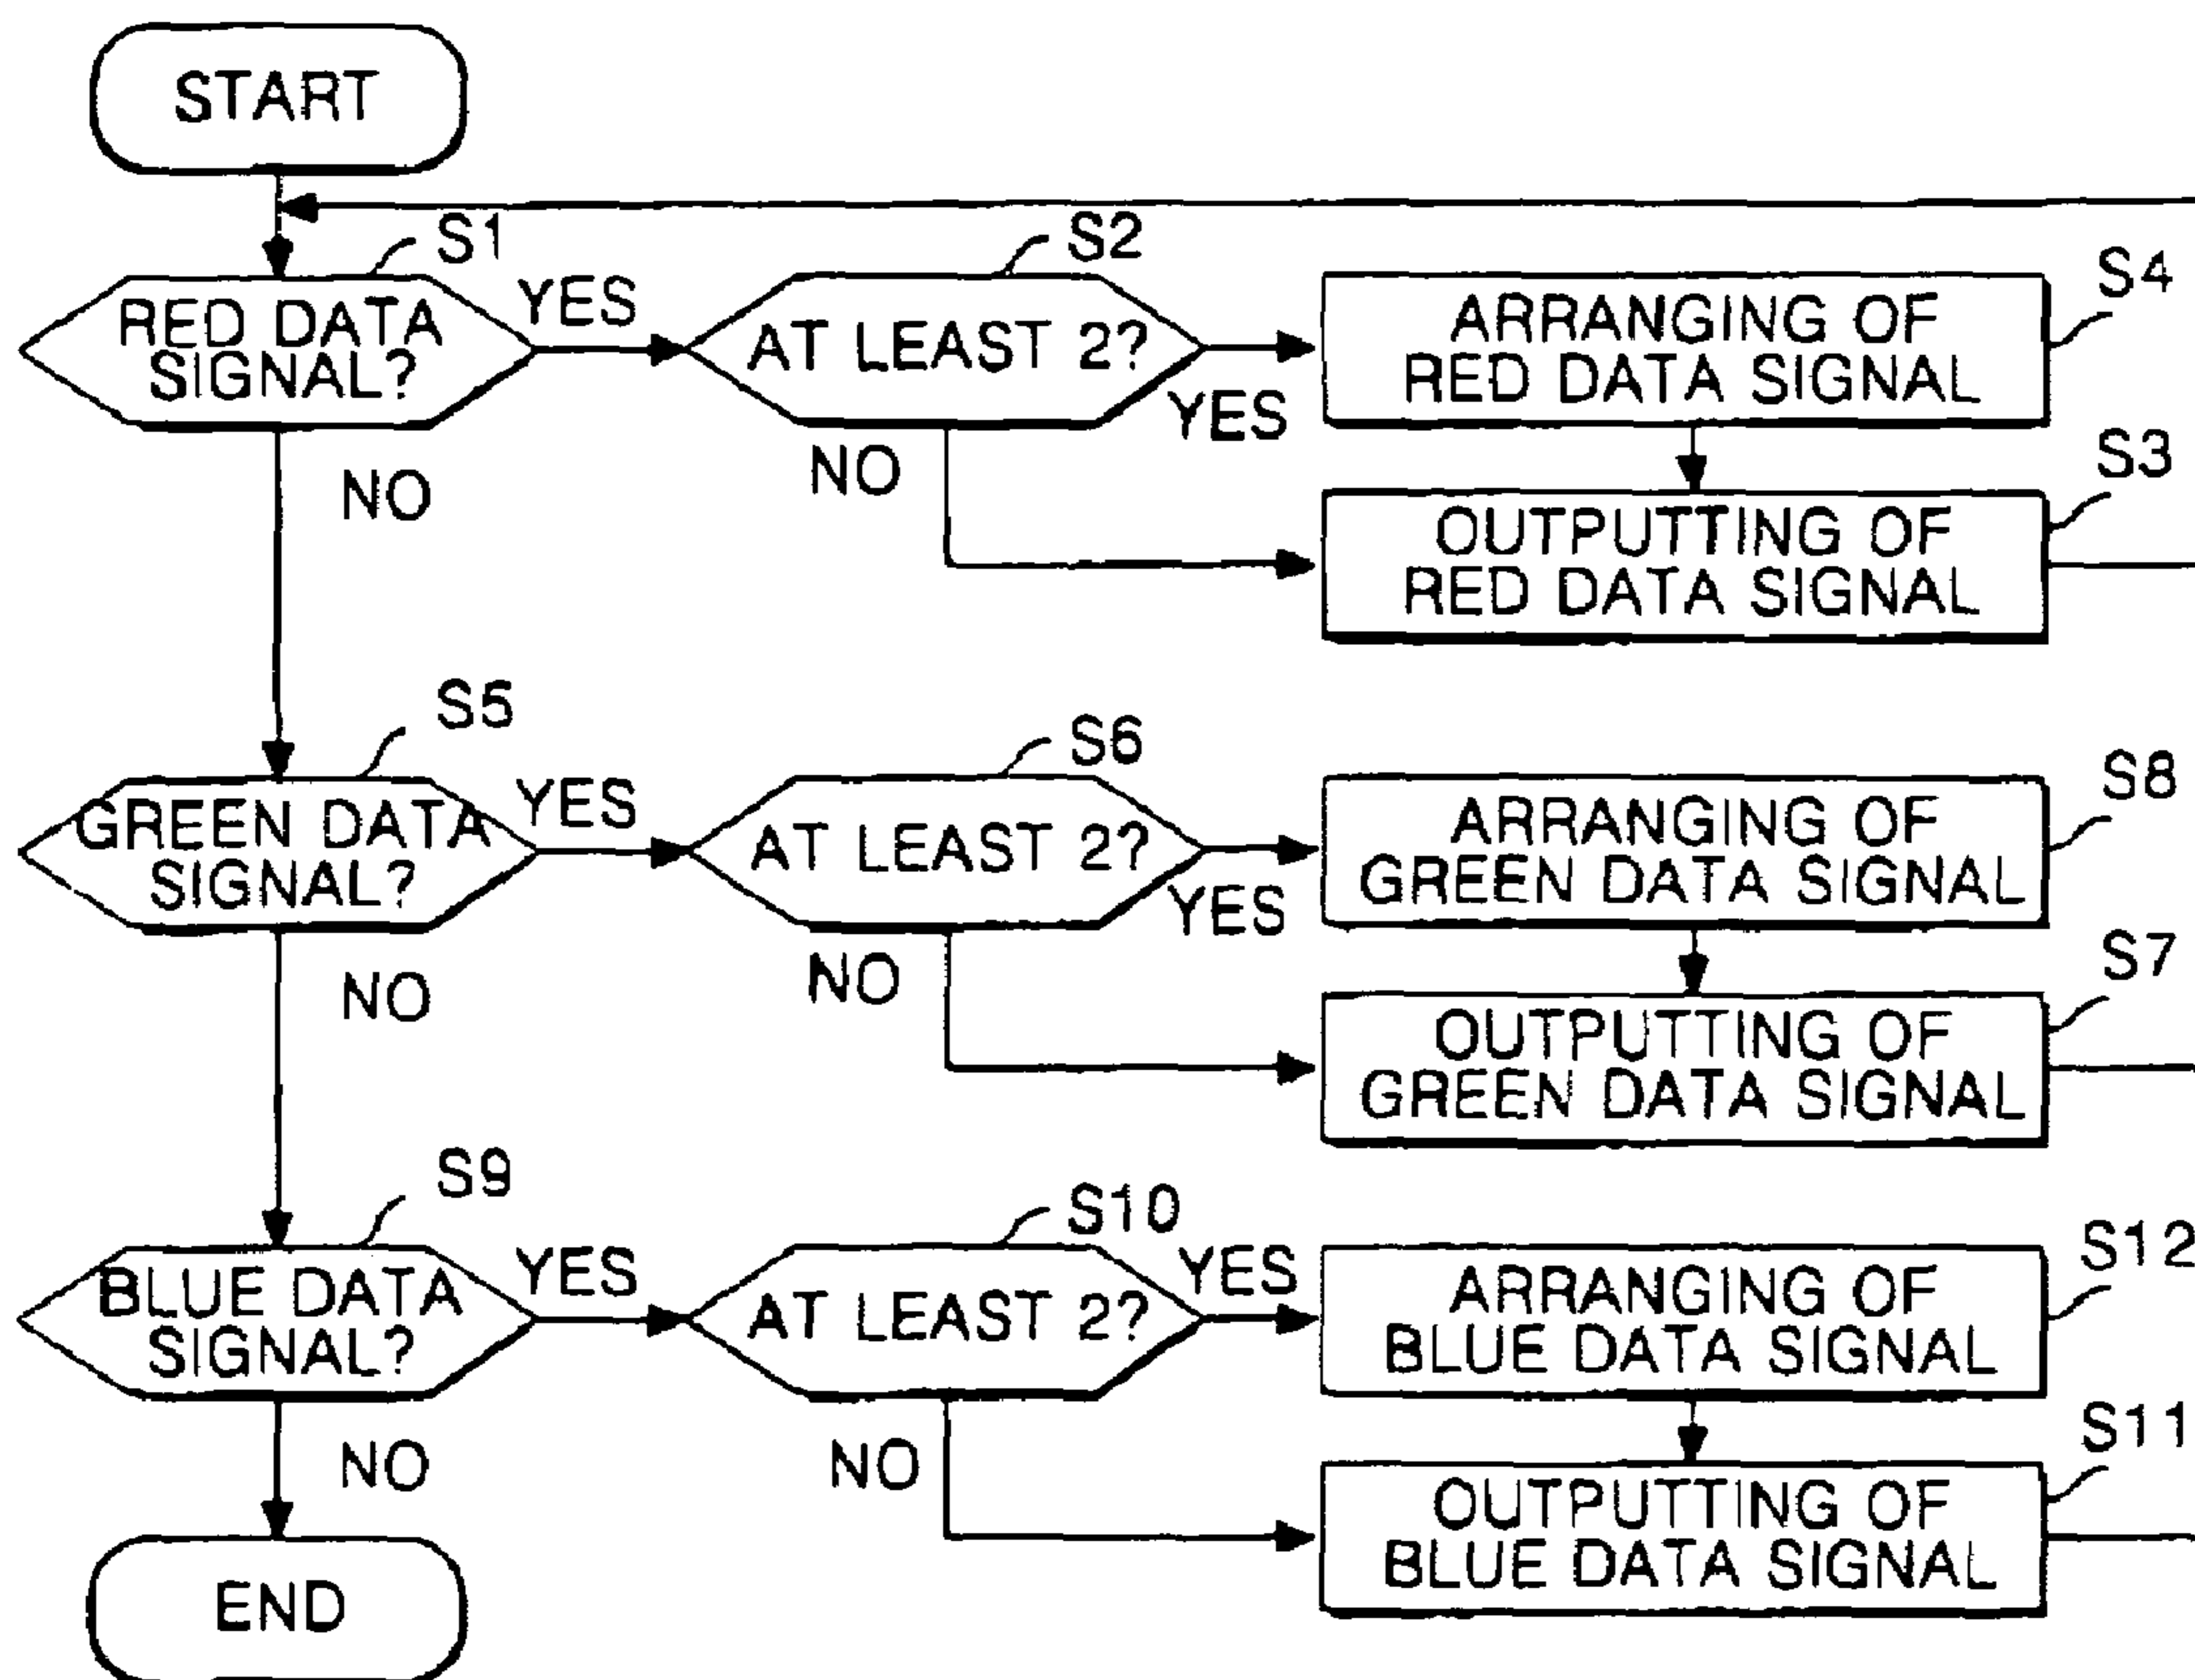 START
S1
S2
S4
RED DATA
SIGNAL?
YES
AT LEAST 2?
YES
ARRANGING OF
RED DATA SIGNAL
NO
NO
S3
OUTPUTTING OF
RED DATA SIGNAL
S5
S6
S8
GREEN DATA
SIGNAL?
YES
AT LEAST 2?
YES
ARRANGING OF
GREEN DATA SIGNAL
NO
NO
S7
OUTPUTTING OF
GREEN DATA SIGNAL
S9
S10
S12
BLUE DATA
SIGNAL?
YES
AT LEAST 2?
YES
ARRANGING OF
BLUE DATA SIGNAL
NO
NO
S11
OUTPUTTING OF
BLUE DATA SIGNAL
END